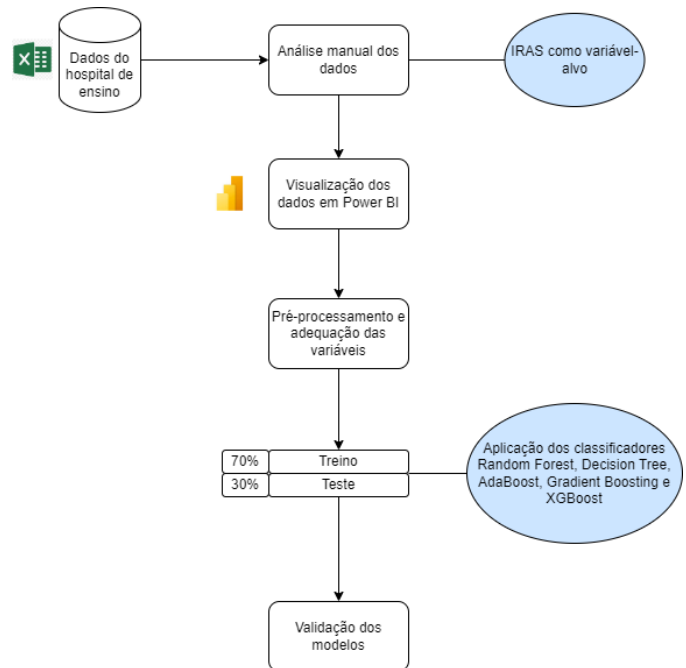 Dados do
hospital de
ensino
Análise manual dos
dados
IRAS como variável-
alvo
Visualização dos
dados em Power BI
Pré-processamento e
adequação das
variáveis
70%
Treino
30%
Teste
Aplicação dos classificadores
Random Forest, Decision Tree,
AdaBoost, Gradient Boosting e
XGBoost
Validação dos
modelos